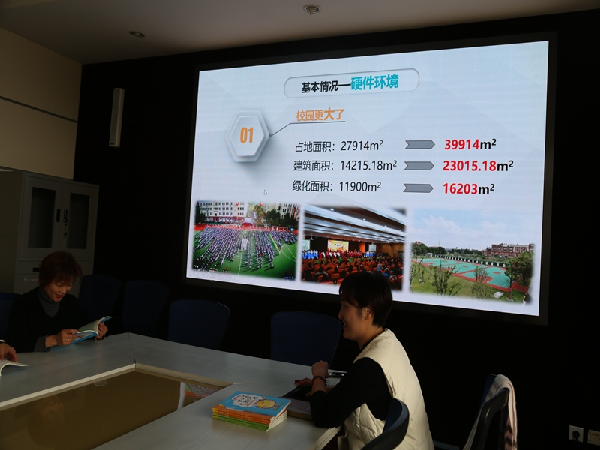 基本情况—硬件环境
01
校园更大了
占地面积：27914m² 39914m²
建筑面积：14215.18m² 23015.18m²
绿化面积：11900m² 16203m²